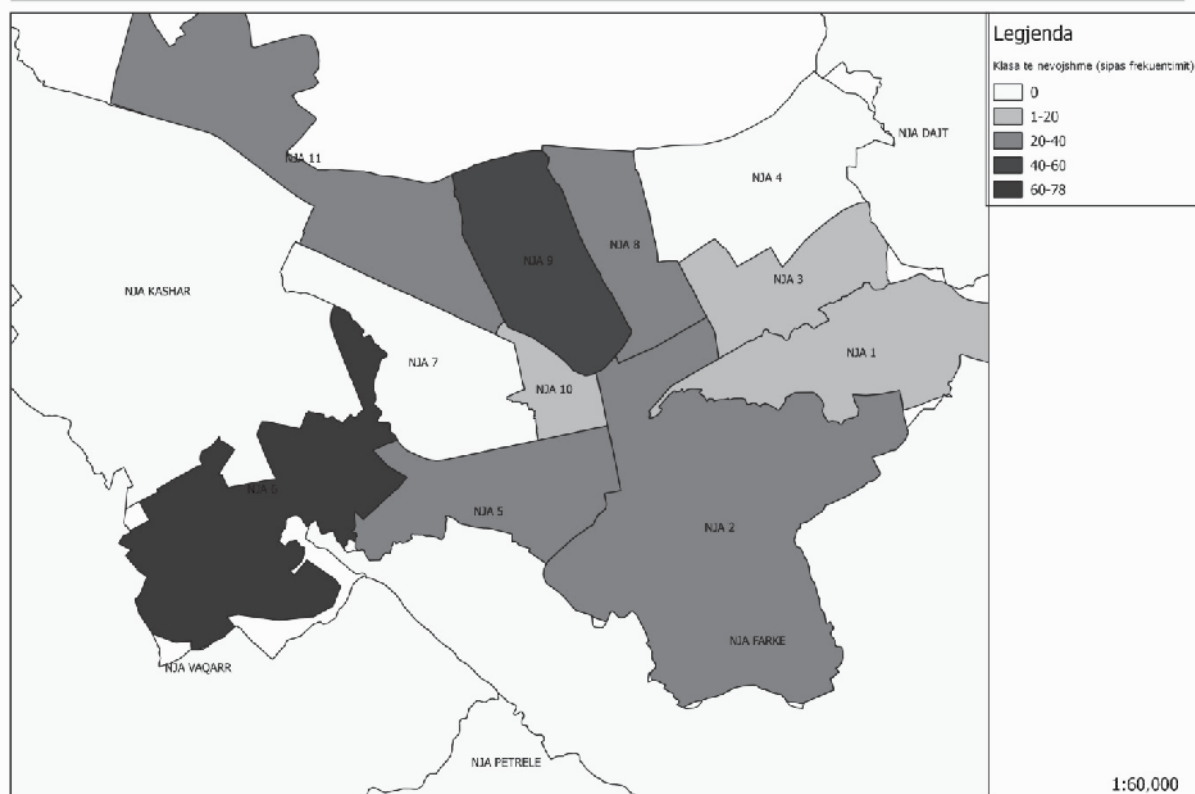 Legjenda
Klasa te nevojshme (sipas frekuentimit)
0
1-20
20-40
40-60
60-78
NJA DAJT
NJA 11
NJA 4
NJA 8
NJA 9
NJA 3
NJA KASHAR
NJA 1
NJA 7
NJA 10
NJA 6
NJA 5
NJA 2
NJA FARKE
NJA VAQARR
NJA PETRELE
1:60,000